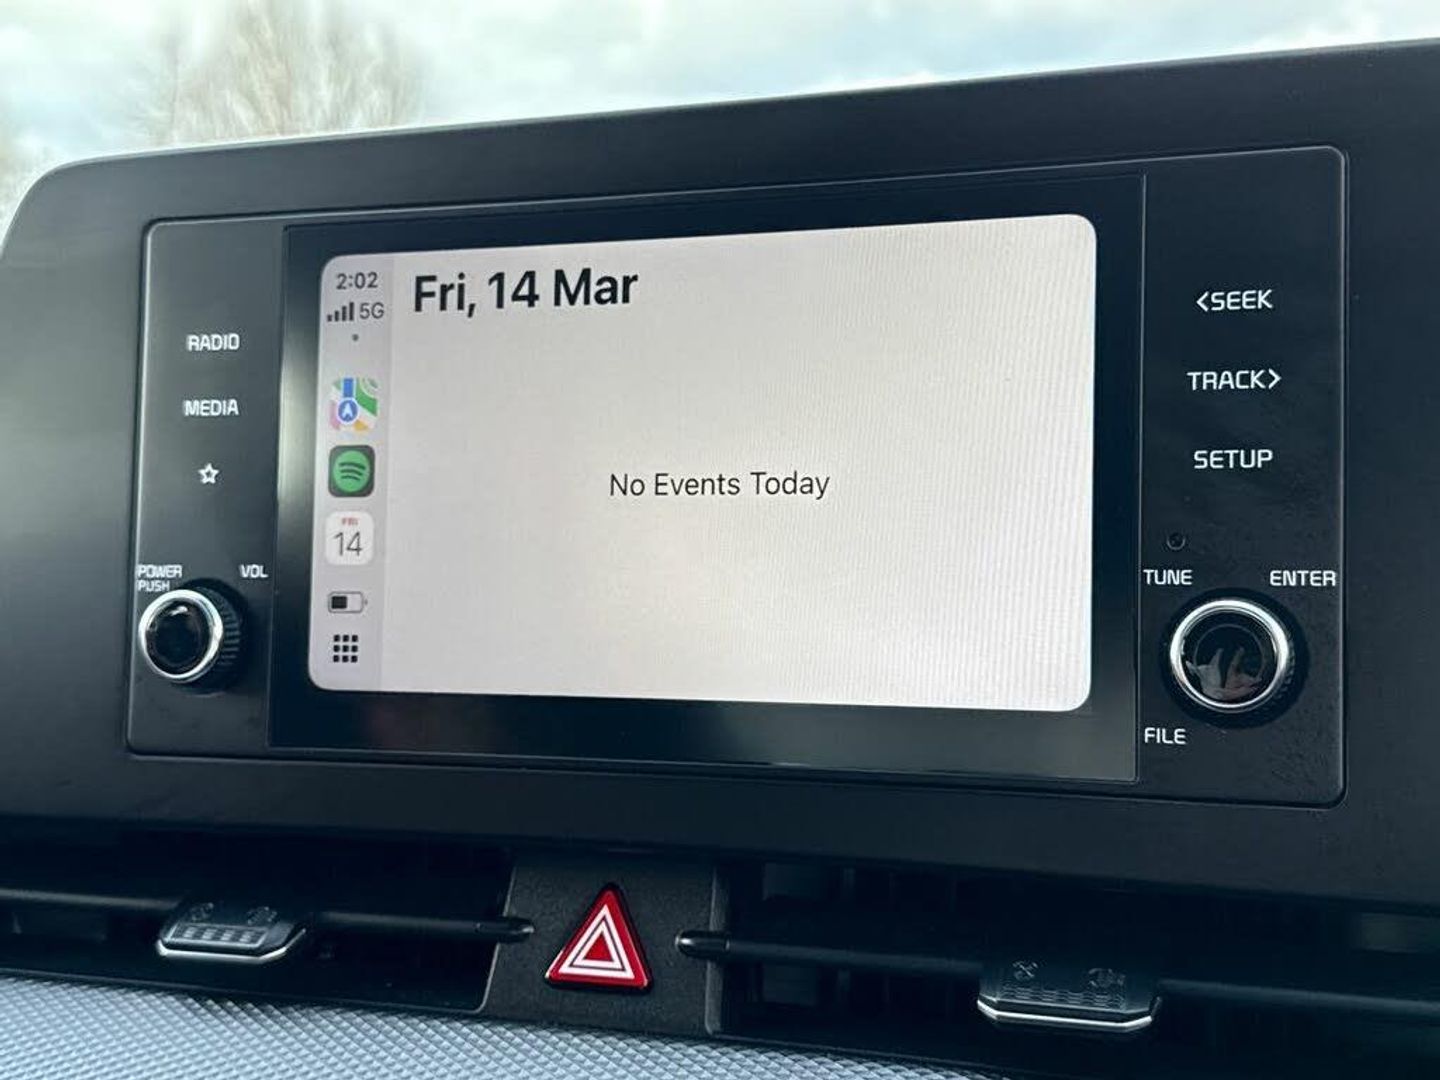 2:02
5G
Fri, 14 Mar
No Events Today
FRI
14
RADIO
MEDIA
POWER
PUSH
VOL
<SEEK
TRACK>
SETUP
TUNE
ENTER
FILE